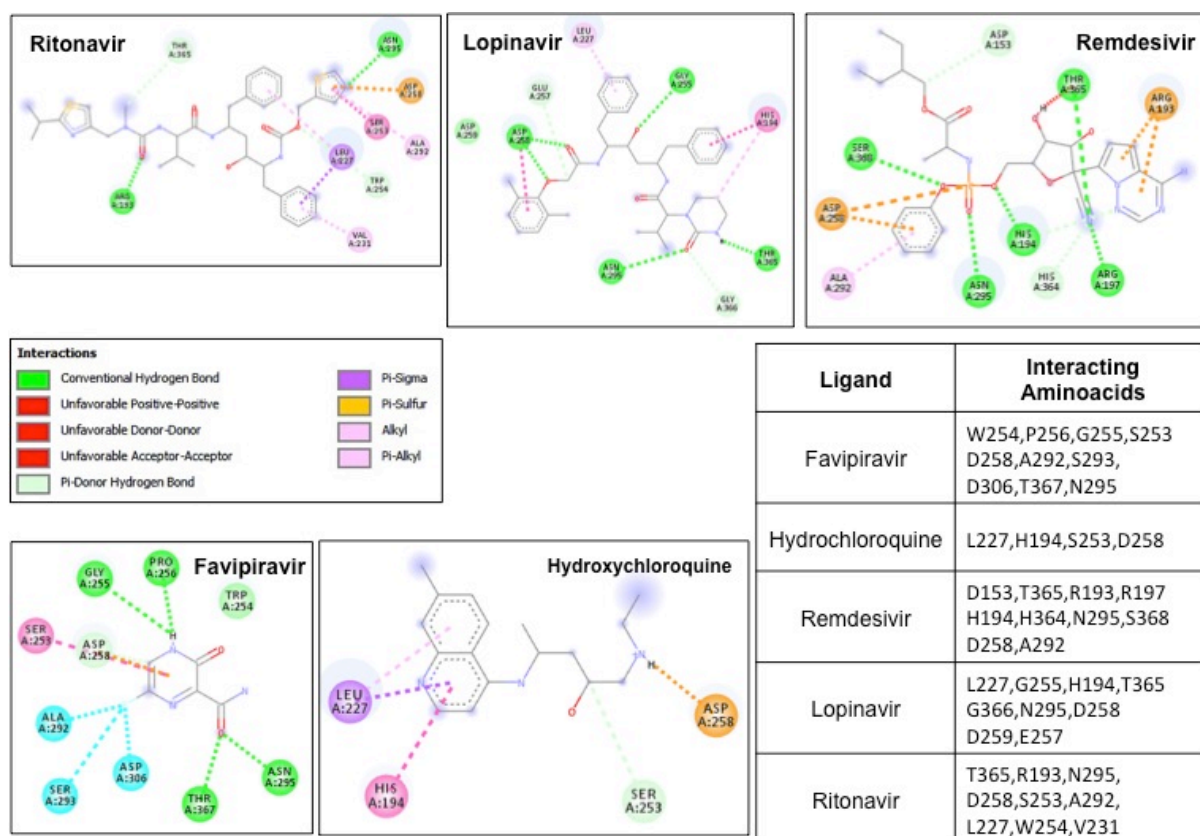 Ritonavir
THR
A:365
ASN
A:295
ASP
A:258
SER
A:253
ALA
A:292
LEU
A:227
TRP
A:254
ARG
A:193
VAL
A:231
Lopinavir
LEU
A:227
GLY
A:255
GLU
A:257
ASP
A:259
ASP
A:258
HIS
A:194
ASN
A:295
THR
A:365
GLY
A:366
Remdesivir
ASP
A:153
THR
A:365
ARG
A:193
H
SER
A:368
ASP
A:258
HIS
A:194
ALA
A:292
ASN
A:295
HIS
A:364
ARG
A:197
Interactions
Conventional Hydrogen Bond
Unfavorable Positive-Positive
Unfavorable Donor-Donor
Unfavorable Acceptor-Acceptor
Pi-Donor Hydrogen Bond
Pi-Sigma
Pi-Sulfur
Alkyl
Pi-Alkyl
Ligand
Interacting
Aminoacids
Favipiravir
W254,P256,G255,S253
D258,A292,S293,
D306,T367,N295
Hydrochloroquine
L227,H194,S253,D258
Remdesivir
D153,T365,R193,R197
H194,H364,N295,S368
D258,A292
Lopinavir
L227,G255,H194,T365
G366,N295,D258
D259,E257
Ritonavir
T365,R193,N295,
D258,S253,A292,
L227,W254,V231
Favipiravir
PRO
A:256
GLY
A:255
TRP
A:254
SER
A:253
ASP
A:258
H
ALA
A:292
ASP
A:306
SER
A:293
THR
A:367
ASN
A:295
Hydroxychloroquine
H
LEU
A:227
ASP
A:258
HIS
A:194
SER
A:253